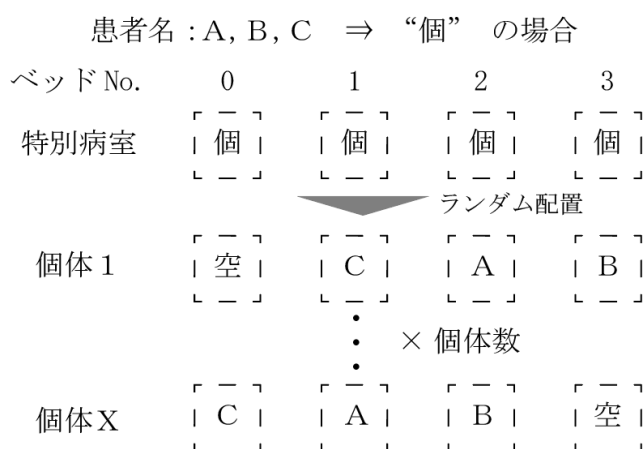 患者名：A, B, C ⇒ “個” の場合
ベッド No. 0 1 2 3
特別病室 個 個 個 個
ランダム配置
個体 1 空 C A B
× 個体数
個体X C A B 空